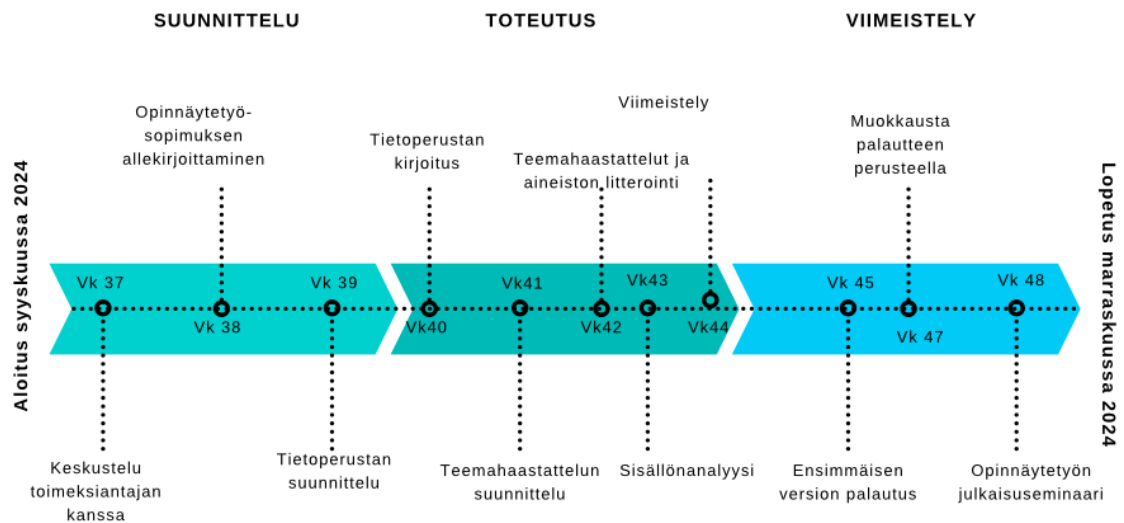 SUUNNITTELU
TOTEUTUS
VIIMEISTELY
Aloitus syyskuussa 2024
Opinnäytetyö-
sopimuksen
allekirjoittaminen
Tietoperustan
kirjoitus
Viimeistely
Teemahaastattelut ja
aineiston litterointi
Muokkausta
palautteen
perusteella
Vk 37
Vk 38
Vk 39
Vk40
Vk41
Vk42
Vk43
Vk44
Vk 45
Vk 47
Vk 48
Keskustelu
toimeksiantajan
kanssa
Tietoperustan
suunnittelu
Teemahaastattelun
suunnittelu
Sisällönanalyysi
Ensimmäisen
version palautus
Opinnäytetyön
julkaisuseminaari
Lopetus marraskuussa 2024